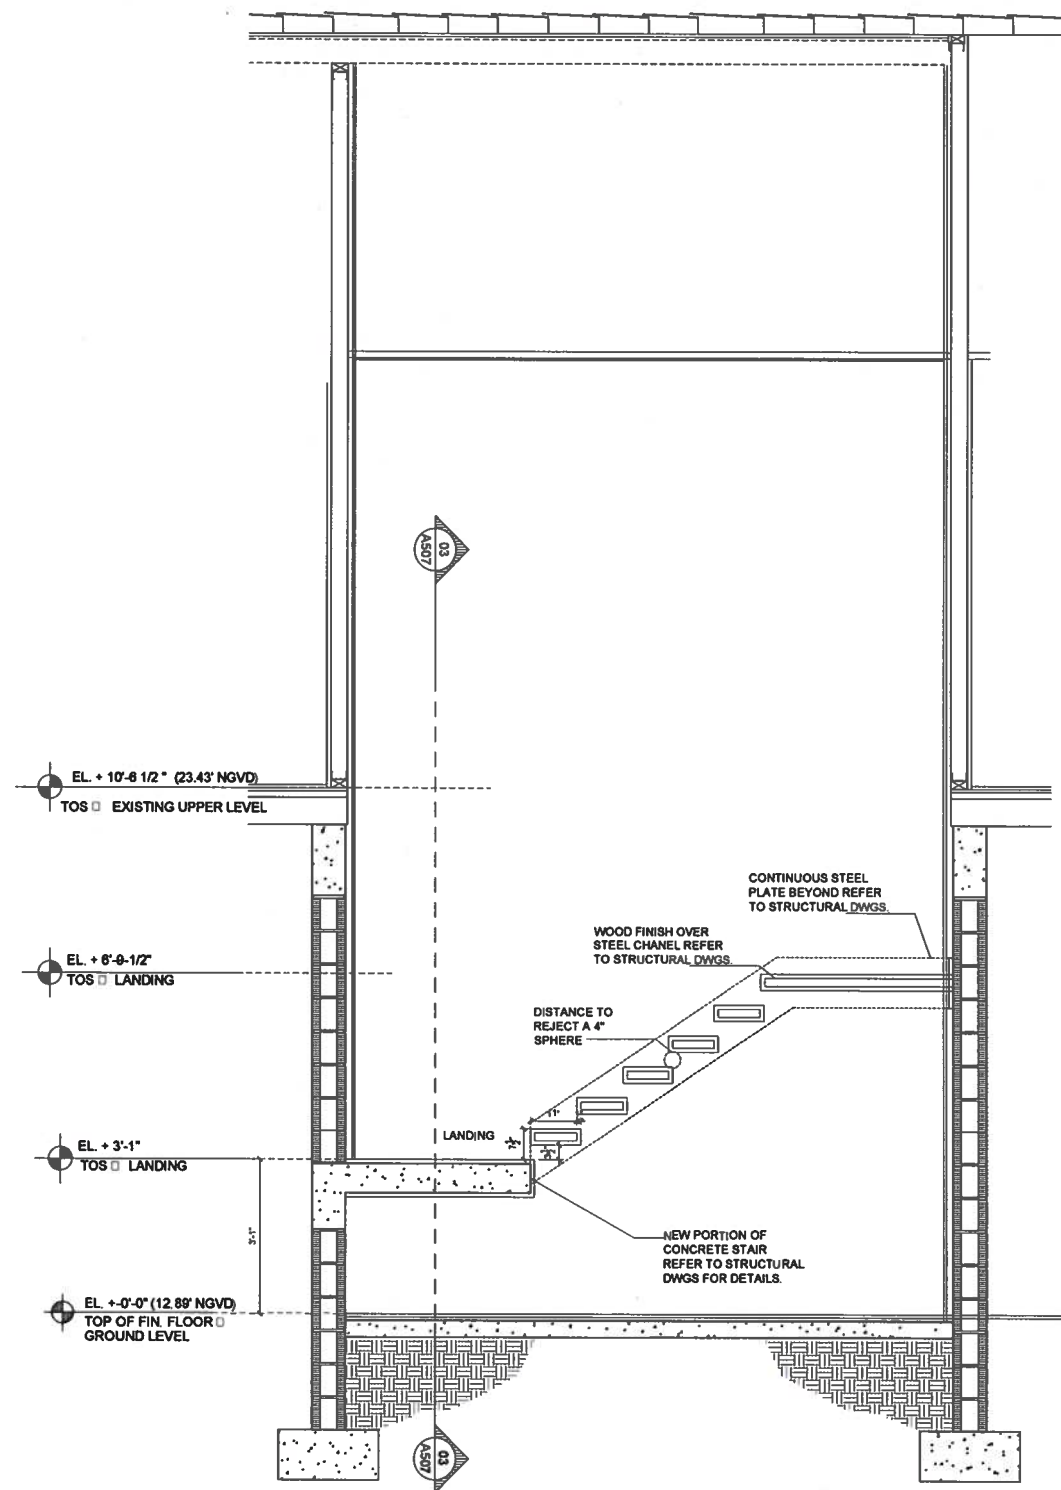 03
A507
EL. + 10'-6 1/2" (23.43' NGVD)
TOS □ EXISTING UPPER LEVEL
CONTINUOUS STEEL
PLATE BEYOND REFER
TO STRUCTURAL DWGS.
WOOD FINISH OVER
STEEL CHANEL REFER
TO STRUCTURAL DWGS.
EL. + 6'-9-1/2"
TOS □ LANDING
DISTANCE TO
REJECT A 4"
SPHERE
11"
LANDING
EL. + 3'-1"
TOS □ LANDING
3'-1"
NEW PORTION OF
CONCRETE STAIR
REFER TO STRUCTURAL
DWGS FOR DETAILS.
EL. +-0'-0" (12.89' NGVD)
TOP OF FIN. FLOOR □
GROUND LEVEL
03
A507